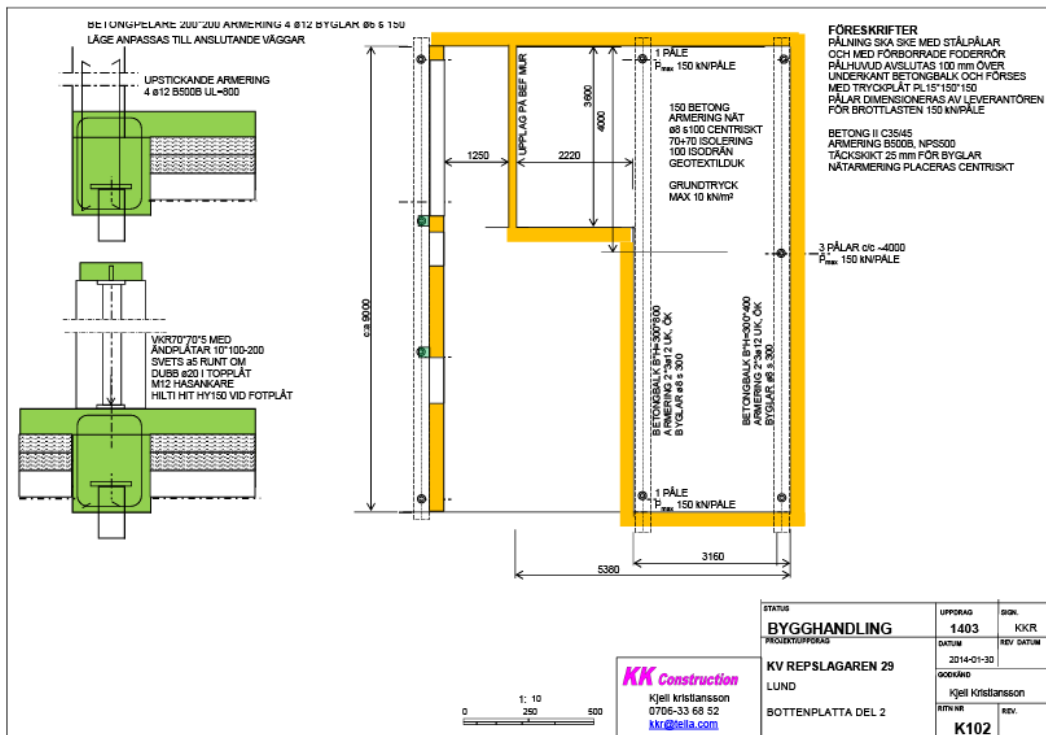 BETONGPELARE 200*200 ARMERING 4 ø12 BYGLAR ø6 s 150
LÄGE ANPASSAS TILL ANSLUTANDE VÄGGAR
UPSTICKANDE ARMERING
4 ø12 B500B UL=800
VKR70*70*5 MED
ÄNDPLÅTAR 10*100-200
SVETS a5 RUNT OM
DUBB ø20 I TOPPLÅT
M12 HASANKARE
HILTI HIT HY150 VID FOTPLÅT
c:a 9000
1250
UPPLAG PÅ BEF MUR
2220
3600
4000
1 PÅLE
Pmax 150 kN/PÅLE
150 BETONG
ARMERING NÄT
ø8 s100 CENTRISKT
70+70 ISOLERING
100 ISODRÄN
GEOTEXTILDUK
GRUNDTRYCK
MAX 10 kN/m²
3 PÅLAR c/c ~4000
Pmax 150 kN/PÅLE
BETONGBALK B*H=300*600
ARMERING 2*3ø12 UK, ÖK
BYGLAR ø8 s 300
BETONGBALK B*H=300*400
ARMERING 2*3ø12 UK, ÖK
BYGLAR ø8 s 300
1 PÅLE
Pmax 150 kN/PÅLE
3160
5380
FÖRESKRIFTER
PÅLNING SKA SKE MED STÅLPÅLAR
OCH MED FÖRBORRADE FODERRÖR
PÅLHUVUD AVSLUTAS 100 mm ÖVER
UNDERKANT BETONGBALK OCH FÖRSES
MED TRYCKPLÅT PL15*150*150
PÅLAR DIMENSIONERAS AV LEVERANTÖREN
FÖR BROTTLASTEN 150 kN/PÅLE
BETONG II C35/45
ARMERING B500B, NPS500
TÄCKSKIKT 25 mm FÖR BYGLAR
NÄTARMERING PLACERAS CENTRISKT
1: 10
0 250 500
KK Construction
Kjell kristiansson
0706-33 68 52
kkr@telia.com
STATUS
BYGGHANDLING
PROJEKT/UPPDRAG
KV REPSLAGAREN 29
LUND
BOTTENPLATTA DEL 2
UPPDRAG
1403
SIGN.
KKR
DATUM
2014-01-30
REV DATUM
GODKÄND
Kjell Kristiansson
RITN NR
K102
REV.